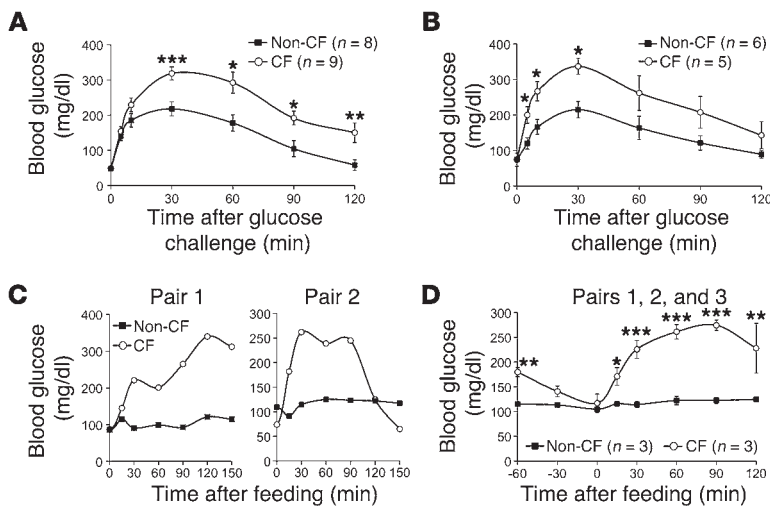 A
Non-CF (n = 8)
CF (n = 9)
***
*
*
**
400
300
200
100
0
Blood glucose
(mg/dl)
0 30 60 90 120
Time after glucose
challenge (min)
B
Non-CF (n = 6)
CF (n = 5)
*
*
*
400
300
200
100
0
Blood glucose
(mg/dl)
0 30 60 90 120
Time after glucose
challenge (min)
C
Pair 1
Non-CF
CF
400
300
200
100
0
Blood glucose
(mg/dl)
0 30 60 90 120 150
Pair 2
300
250
200
150
100
50
0
0 30 60 90 120 150
Time after feeding (min)
D
Pairs 1, 2, and 3
**
*
***
***
***
**
300
250
200
150
100
50
0
Blood glucose
(mg/dl)
Non-CF (n = 3)
CF (n = 3)
-60 -30 0 30 60 90 120
Time after feeding (min)